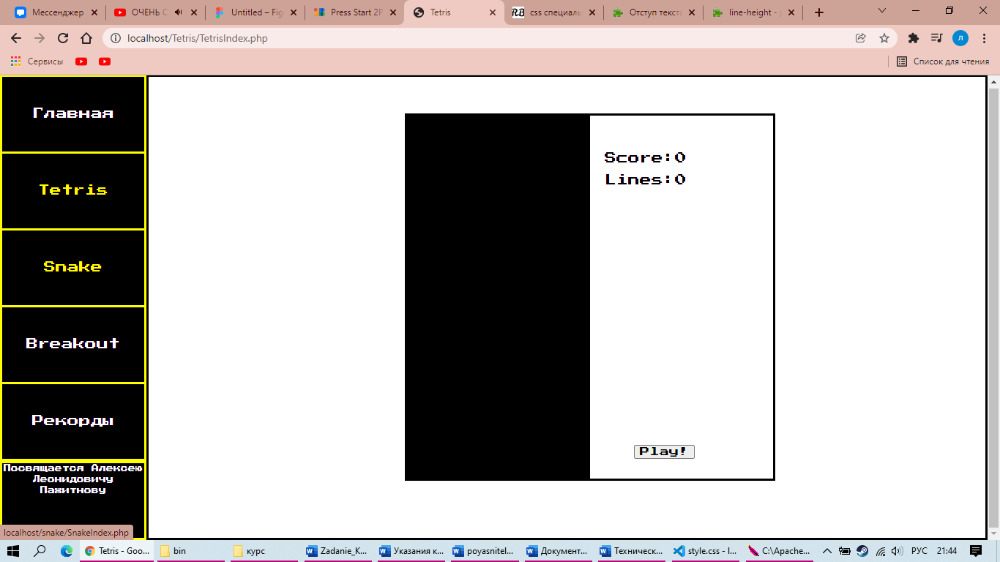 Мессенджер
ОЧЕНЬ С
Untitled – Fig
Press Start 2P
Tetris
css специаль
Отступ текста
line-height -
localhost/Tetris/TetrisIndex.php
Л
Сервисы
Список для чтения
Главная
Tetris
Snake
Breakout
Рекорды
Посвящается Алексею
Леонидовичу
Пажитнову
Score:0
Lines:0
Play!
localhost/snake/SnakeIndex.php
Tetris - Goo...
bin
курс
Zadanie_K...
Указания к...
poyasnitel...
Документ...
Техническ...
style.css - l...
C:\Apache...
РУС
21:44